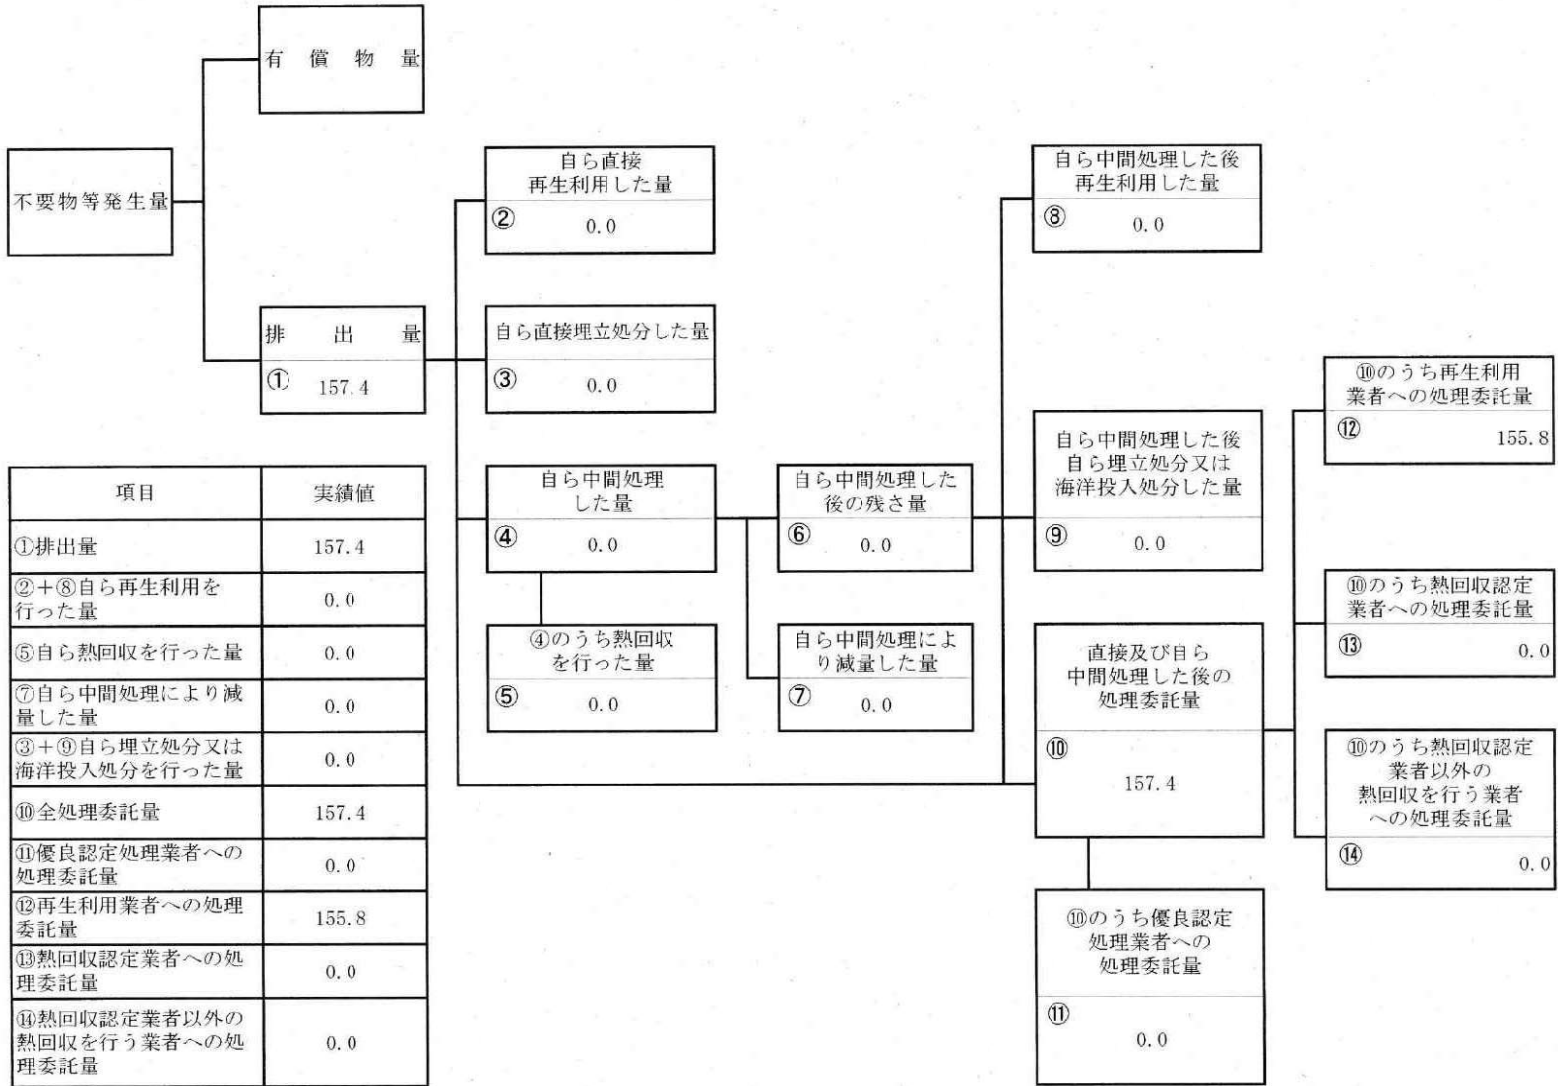 有償物量
不要物等発生量
排出量
① 157.4
自ら直接
再生利用した量
② 0.0
自ら直接埋立処分した量
③ 0.0
自ら中間処理
した量
④ 0.0
④のうち熱回収
を行った量
⑤ 0.0
自ら中間処理した
後の残さ量
⑥ 0.0
自ら中間処理によ
り減量した量
⑦ 0.0
自ら中間処理した後
再生利用した量
⑧ 0.0
自ら中間処理した後
自ら埋立処分又は
海洋投入処分した量
⑨ 0.0
直接及び自ら
中間処理した後の
処理委託量
⑩
157.4
⑩のうち優良認定
処理業者への
処理委託量
⑪
0.0
⑩のうち再生利用
業者への処理委託量
⑫ 155.8
⑩のうち熱回収認定
業者への処理委託量
⑬ 0.0
⑩のうち熱回収認定
業者以外の
熱回収を行う業者
への処理委託量
⑭ 0.0
項目 実績値
①排出量 157.4
②+⑧自ら再生利用を
行った量 0.0
⑤自ら熱回収を行った量 0.0
⑦自ら中間処理により減
量した量 0.0
③+⑨自ら埋立処分又は
海洋投入処分を行った量 0.0
⑩全処理委託量 157.4
⑪優良認定処理業者への
処理委託量 0.0
⑫再生利用業者への処理
委託量 155.8
⑬熱回収認定業者への処
理委託量 0.0
⑭熱回収認定業者以外の
熱回収を行う業者への処
理委託量 0.0